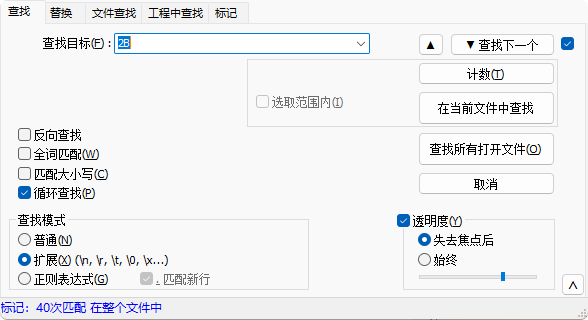 查找 替换 文件查找 工程中查找 标记
查找目标(F): 2B ▲ ▼ 查找下一个
计数(T)
选取范围内(I) 在当前文件中查找
反向查找
全词匹配(W) 查找所有打开文件(O)
匹配大小写(C)
循环查找(P) 取消
查找模式 透明度(Y)
普通(N) 失去焦点后
扩展(X) (\n, \r, \t, \0, \x...) 始终
正则表达式(G) . 匹配新行
标记: 40次匹配 在整个文件中